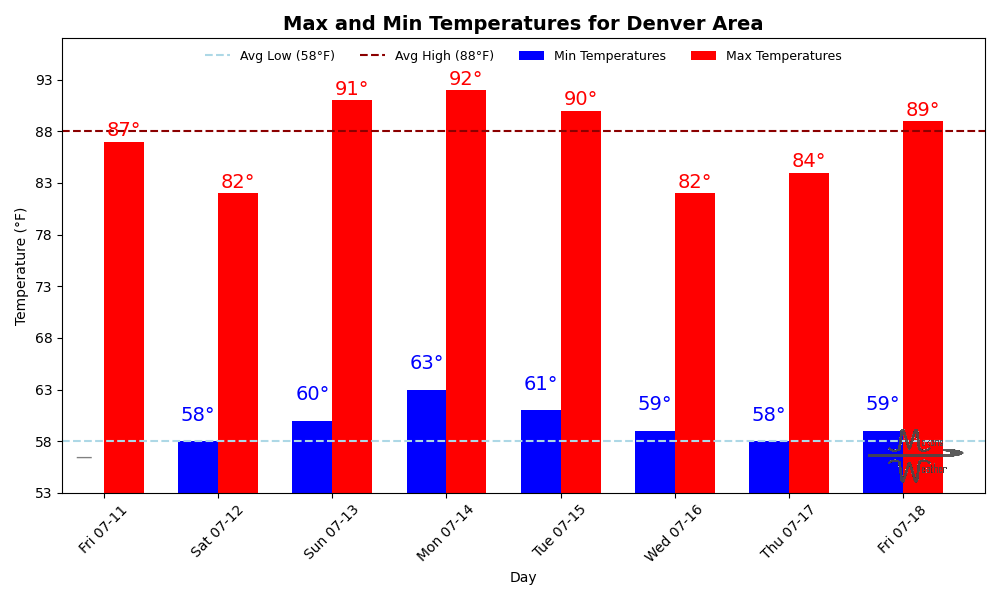 Max and Min Temperatures for Denver Area
Avg Low (58°F) Avg High (88°F) Min Temperatures Max Temperatures
93
88
83
78
73
68
63
58
53
Temperature (°F)
87°
82°
91°
92°
90°
82°
84°
89°
58°
60°
63°
61°
59°
58°
59°
—
Fri 07-11
Sat 07-12
Sun 07-13
Mon 07-14
Tue 07-15
Wed 07-16
Thu 07-17
Fri 07-18
Day